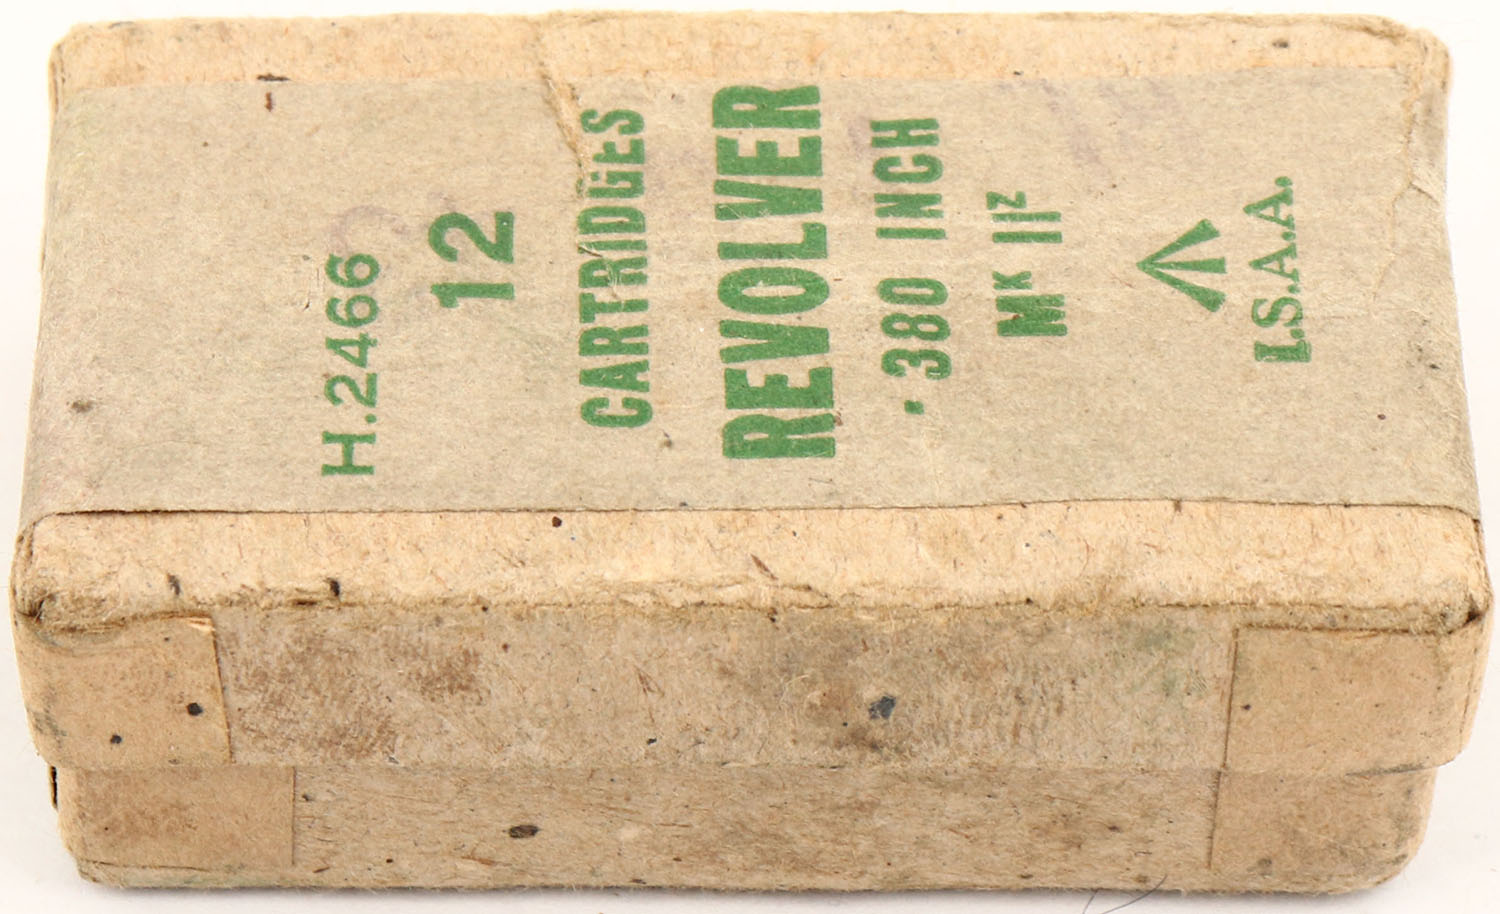 H.2466
12
CARTRIDGES
REVOLVER
.380 INCH
Mᴷ IIᶻ
I.S.A.A.